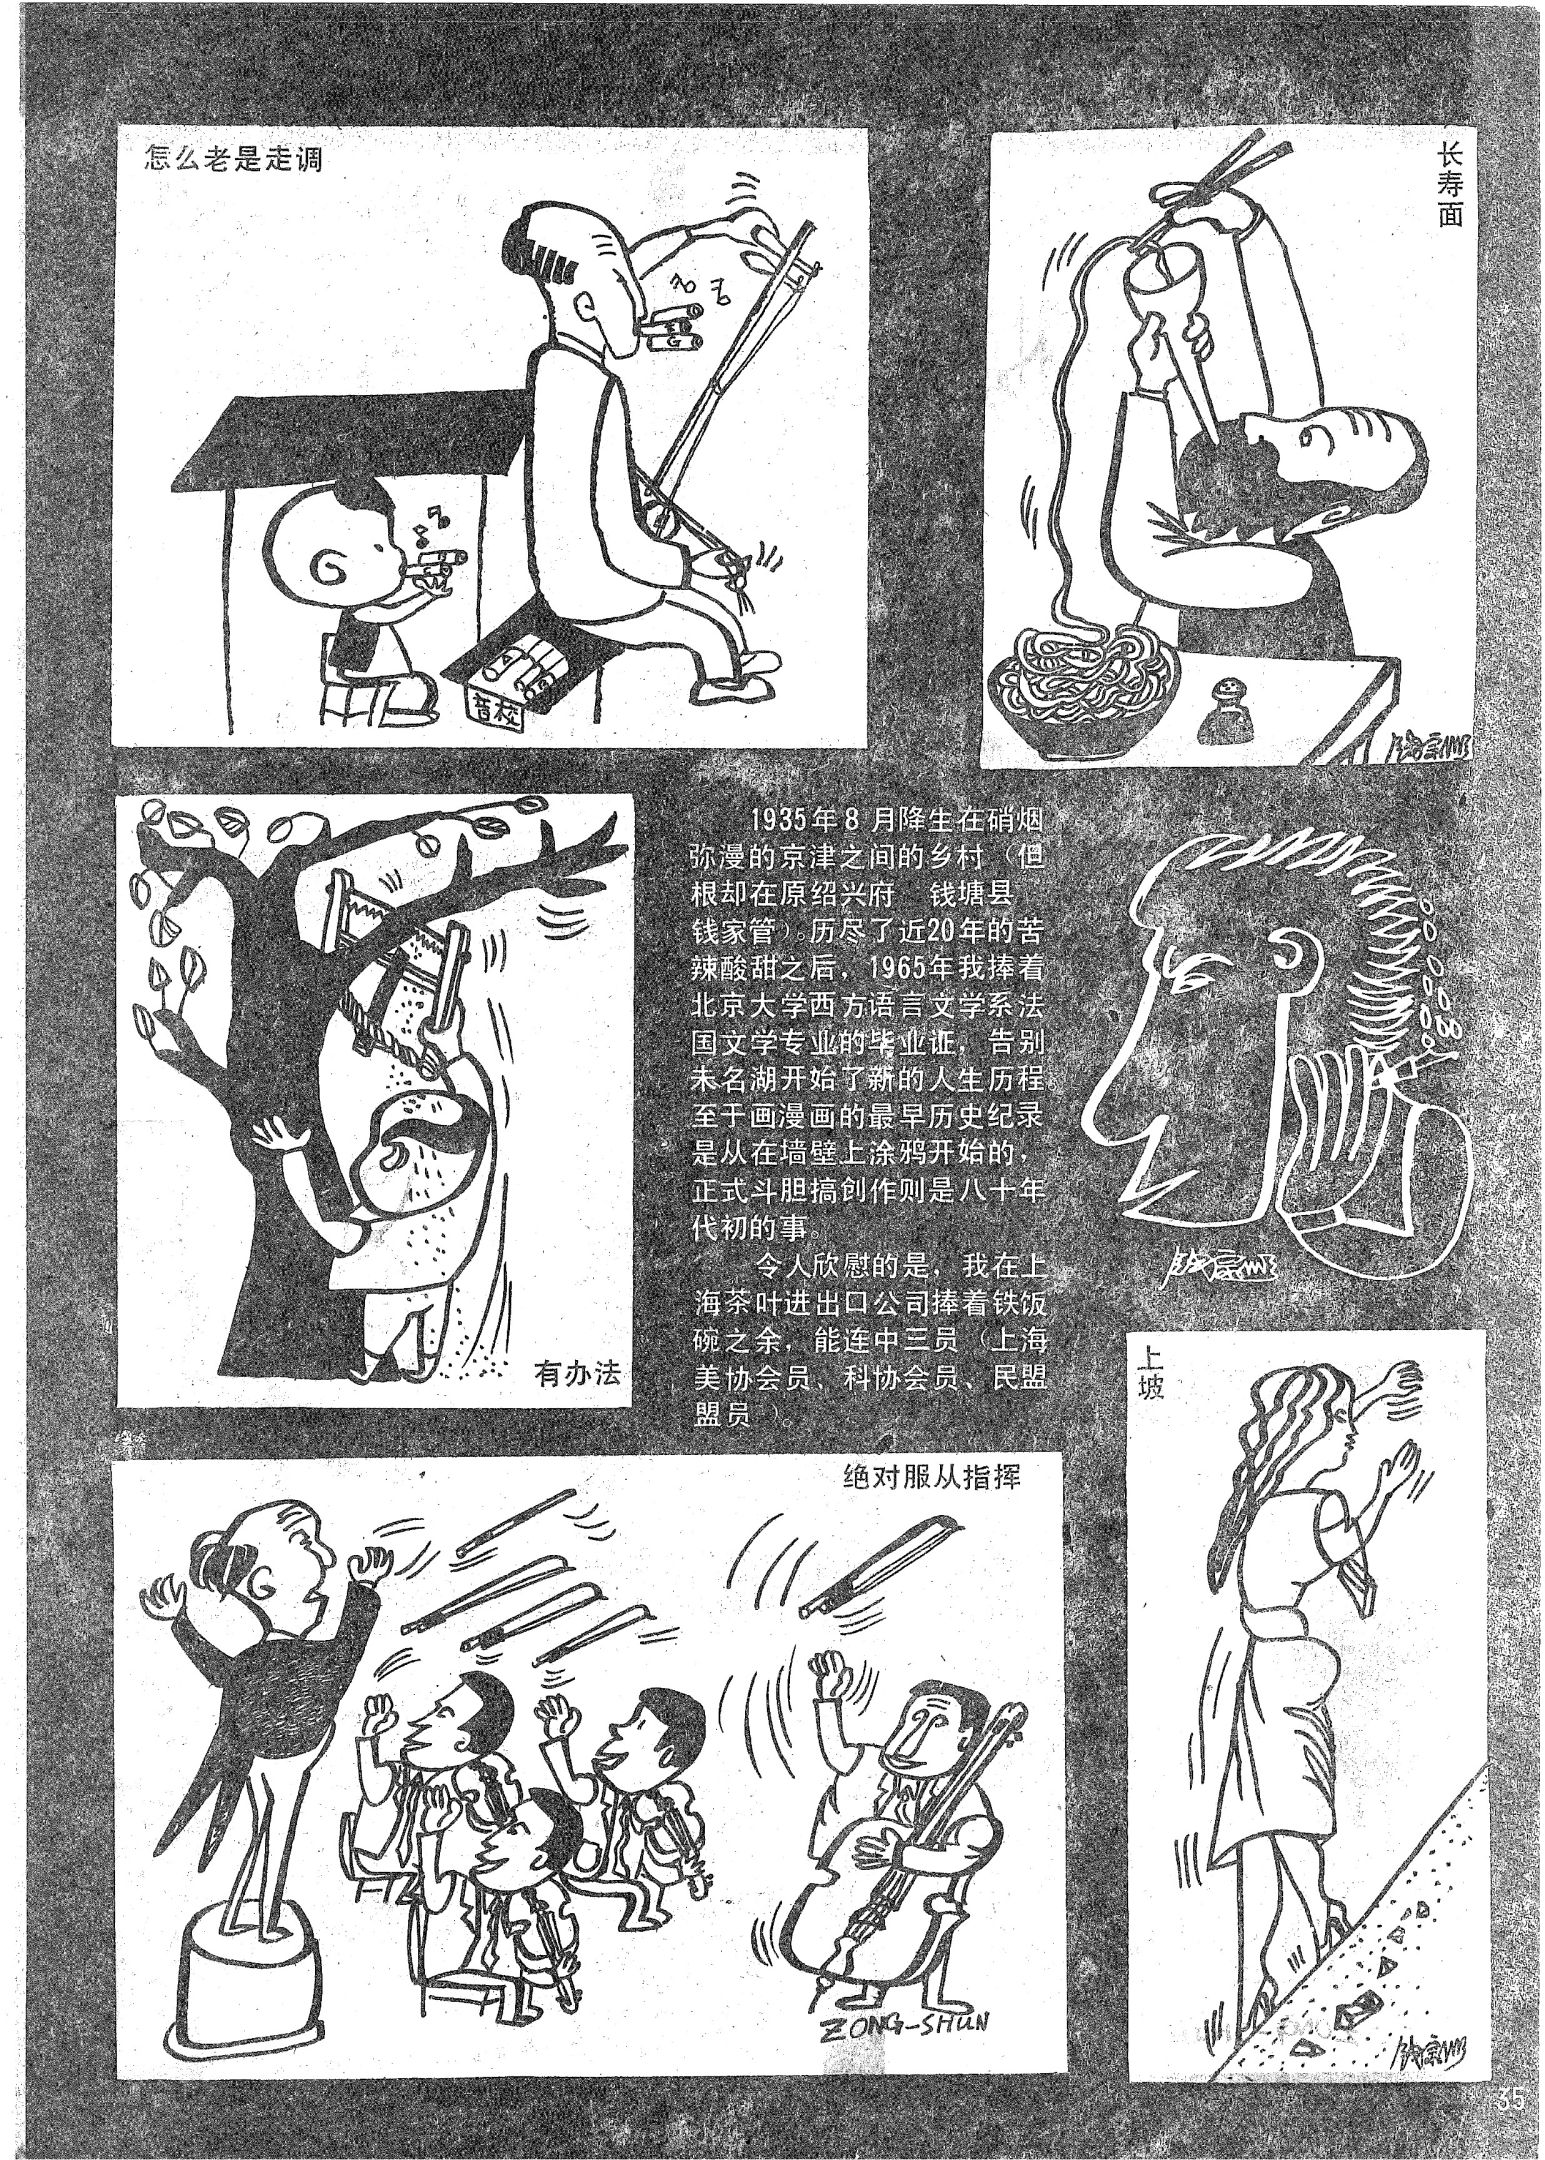 怎么老是走调
G
音校
长寿面
1935年8月降生在硝烟
弥漫的京津之间的乡村（但
根却在原绍兴府 钱塘县
钱家管）。历尽了近20年的苦
辣酸甜之后，1965年我捧着
北京大学西方语言文学系法
国文学专业的毕业证，告别
未名湖开始了新的人生历程
至于画漫画的最早历史纪录
是从在墙壁上涂鸦开始的，
正式斗胆搞创作则是八十年
代初的事。
令人欣慰的是，我在上
海茶叶进出口公司捧着铁饭
碗之余，能连中三员（上海
美协会员、科协会员、民盟
盟员）。
有办法
上坡
绝对服从指挥
ZONG-SHUN
35